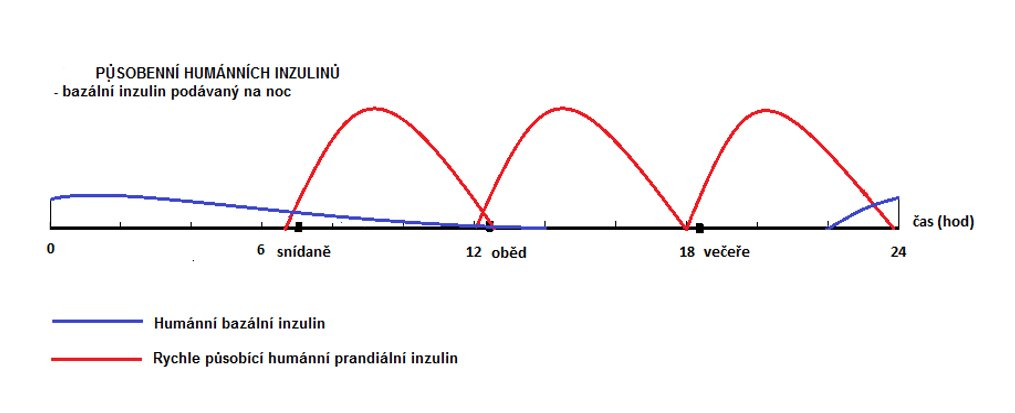 PŮSOBENNÍ HUMÁNNÍCH INZULINŮ
- bazální inzulin podávaný na noc
čas (hod)
0 6 snídaně 12 oběd 18 večeře 24
Humánní bazální inzulin
Rychle působící humánní prandiální inzulin